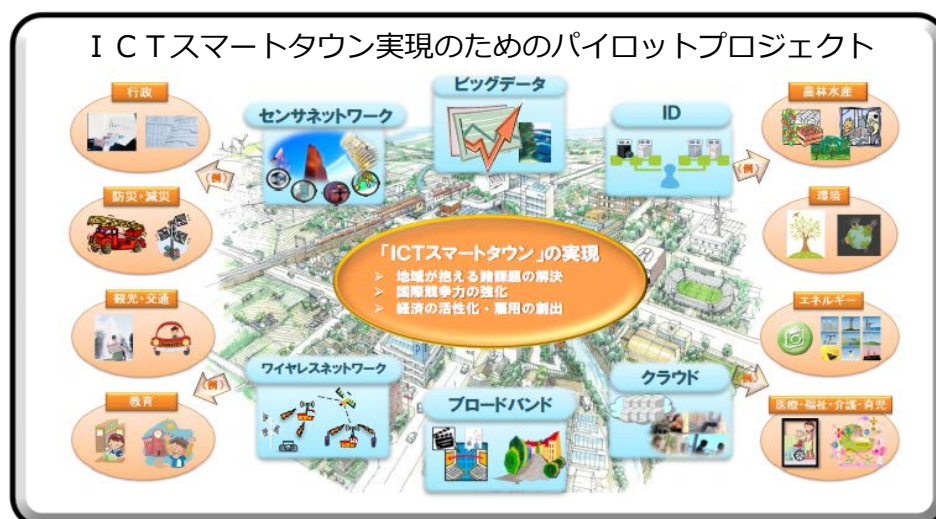 ＩＣＴスマートタウン実現のためのパイロットプロジェクト
行政
センサネットワーク
ビッグデータ
ID
農林水産
(例)
(例)
防災・減災
環境
「ICTスマートタウン」の実現
➢ 地域が抱える諸課題の解決
➢ 国際競争力の強化
➢ 経済の活性化・雇用の創出
観光・交通
エネルギー
(例)
ワイヤレスネットワーク
ブロードバンド
クラウド
(例)
教育
医療・福祉・介護・育児